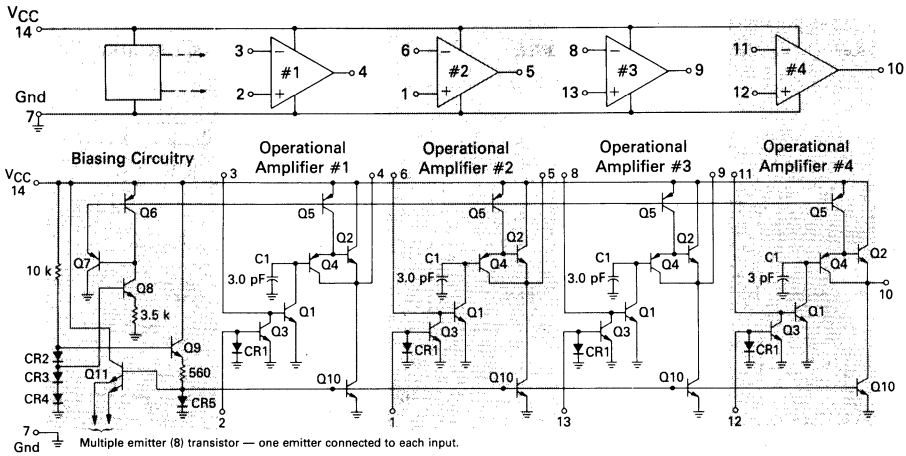 VCC
14
3
−
2
+
#1
4
6
−
1
+
#2
5
8
−
13
+
#3
9
11
−
12
+
#4
10
Gnd
7
Biasing Circuitry
Operational
Amplifier #1
Operational
Amplifier #2
Operational
Amplifier #3
Operational
Amplifier #4
VCC
14
3
4
6
5
8
9
11
Q6
Q5
Q5
Q5
Q5
Q2
Q2
Q2
Q2
Q7
C1
3.0 pF
Q4
C1
3.0 pF
Q4
C1
3.0 pF
Q4
C1
3 pF
Q4
10 k
Q8
10
3.5 k
Q1
Q1
Q1
Q1
Q3
Q3
Q3
Q3
Q9
CR1
CR1
CR1
CR1
CR2
CR3
CR4
Q11
560
CR5
Q10
Q10
Q10
Q10
2
1
13
12
7
Gnd
Multiple emitter (8) transistor — one emitter connected to each input.